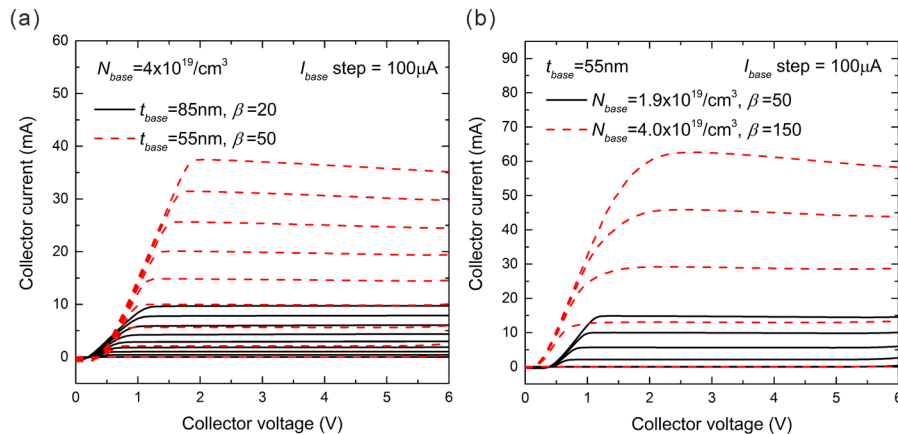 (a)
(b)
N_base=4x10^19/cm^3 I_base step = 100μA
t_base=85nm, β=20
t_base=55nm, β=50
60
50
40
30
20
10
0
Collector current (mA)
0 1 2 3 4 5 6
Collector voltage (V)
t_base=55nm I_base step = 100μA
N_base=1.9x10^19/cm^3, β=50
N_base=4.0x10^19/cm^3, β=150
90
80
70
60
50
40
30
20
10
0
Collector current (mA)
0 1 2 3 4 5 6
Collector voltage (V)